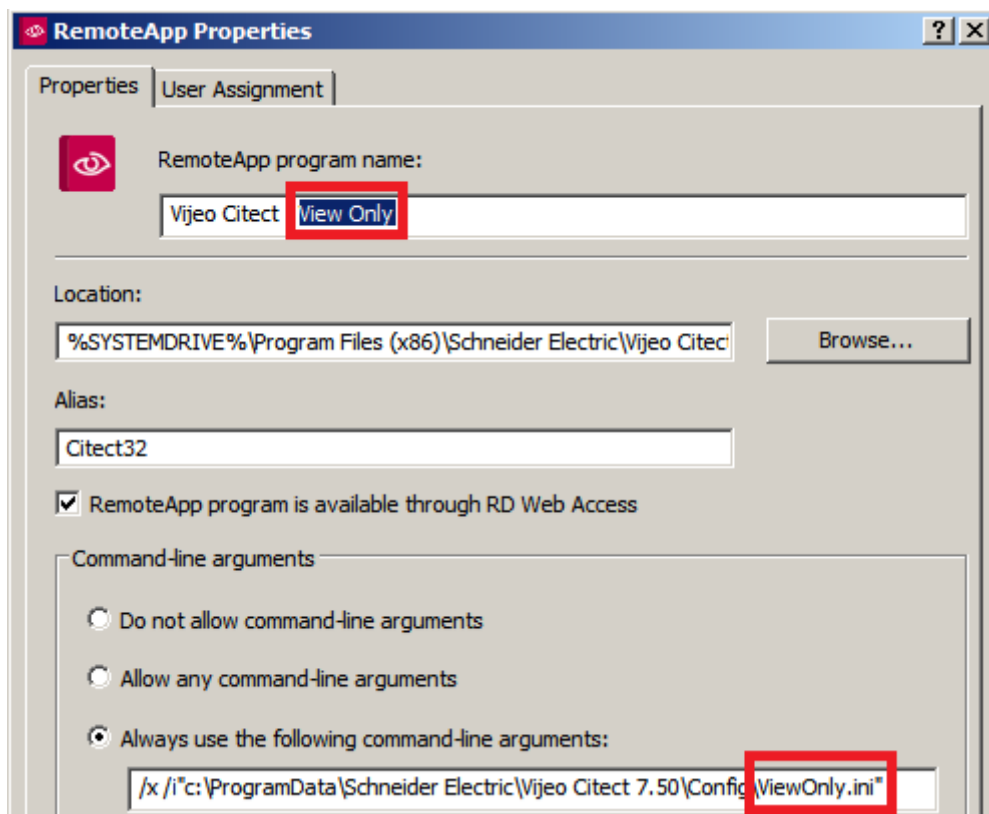 RemoteApp Properties
Properties User Assignment
RemoteApp program name:
Vijeo Citect View Only
Location:
%SYSTEMDRIVE%\Program Files (x86)\Schneider Electric\Vijeo Citect
Browse...
Alias:
Citect32
RemoteApp program is available through RD Web Access
Command-line arguments
Do not allow command-line arguments
Allow any command-line arguments
Always use the following command-line arguments:
/x /i"c:\ProgramData\Schneider Electric\Vijeo Citect 7.50\Config\ViewOnly.ini"